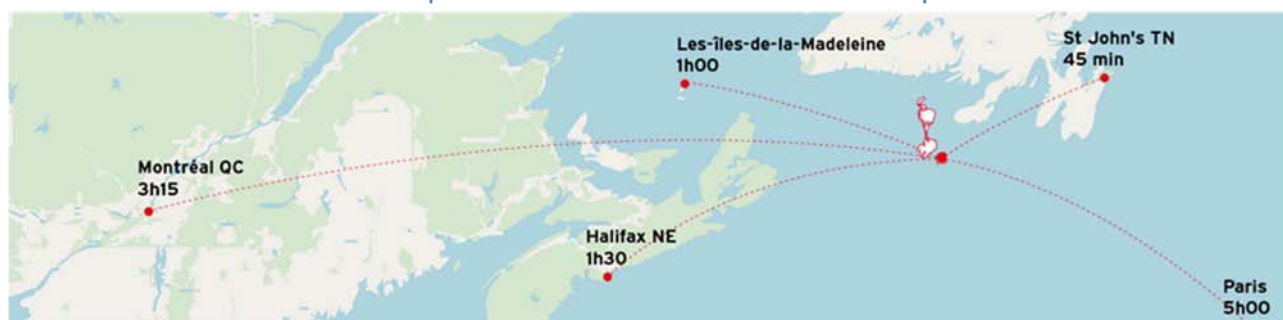 Les-îles-de-la-Madeleine
1h00
St John's TN
45 min
Montréal QC
3h15
Halifax NE
1h30
Paris
5h00